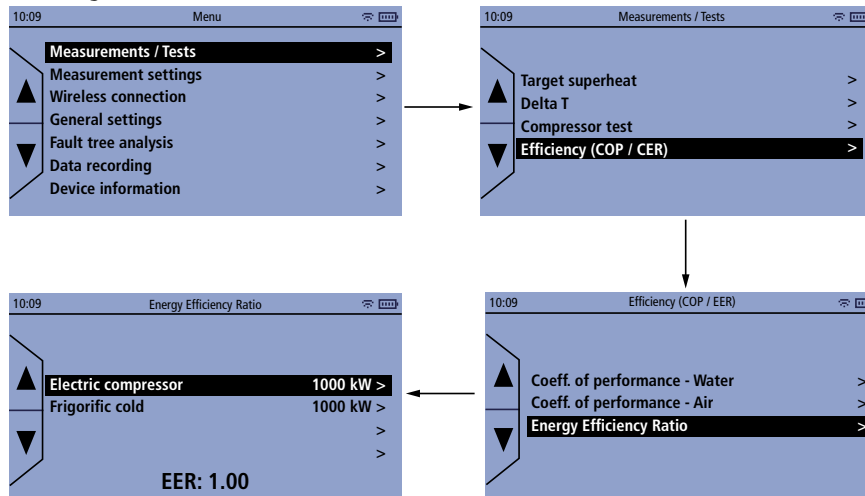 10:09 Menu
Measurements / Tests >
Measurement settings >
Wireless connection >
General settings >
Fault tree analysis >
Data recording >
Device information >
10:09 Measurements / Tests
Target superheat >
Delta T >
Compressor test >
Efficiency (COP / CER) >
10:09 Efficiency (COP / EER)
Coeff. of performance - Water >
Coeff. of performance - Air >
Energy Efficiency Ratio >
10:09 Energy Efficiency Ratio
Electric compressor 1000 kW >
Frigorific cold 1000 kW >
>
>
EER: 1.00